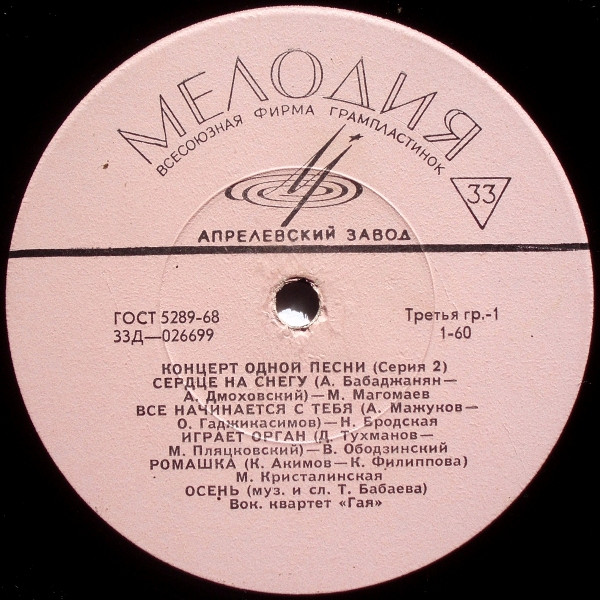 МЕЛОДИЯ
ВСЕСОЮЗНАЯ ФИРМА ГРАМПЛАСТИНОК
33
АПРЕЛЕВСКИЙ ЗАВОД
ГОСТ 5289-68 Третья гр.-1
33Д—026699 1-60
КОНЦЕРТ ОДНОЙ ПЕСНИ (Серия 2)
СЕРДЦЕ НА СНЕГУ (А. Бабаджанян—
А. Дмоховский)—М. Магомаев
ВСЕ НАЧИНАЕТСЯ С ТЕБЯ (А. Мажуков—
О. Гаджикасимов)—Н. Бродская
ИГРАЕТ ОРГАН (Д. Тухманов—
М. Пляцковский)—В. Ободзинский
РОМАШКА (К. Акимов—К. Филиппова)
М. Кристалинская
ОСЕНЬ (муз. и сл. Т. Бабаева)
Вок. квартет «Гая»